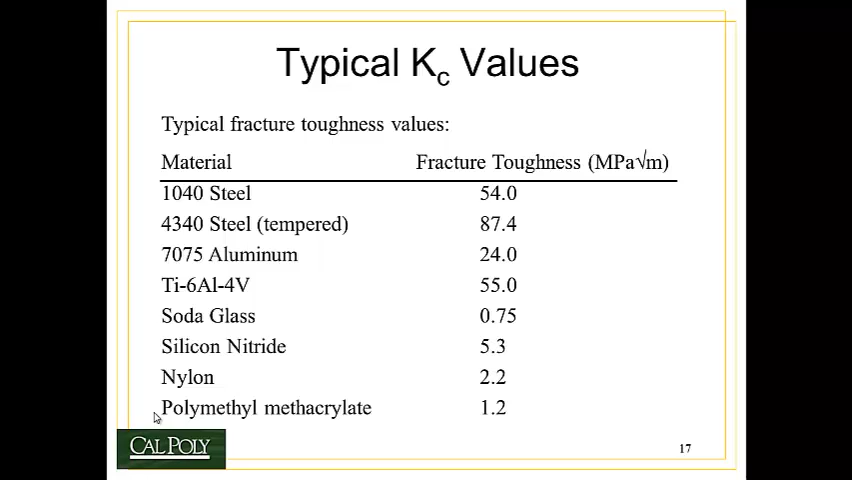 Typical Kc Values
Typical fracture toughness values:
Material Fracture Toughness (MPa√m)
1040 Steel 54.0
4340 Steel (tempered) 87.4
7075 Aluminum 24.0
Ti-6Al-4V 55.0
Soda Glass 0.75
Silicon Nitride 5.3
Nylon 2.2
Polymethyl methacrylate 1.2
CAL POLY
17